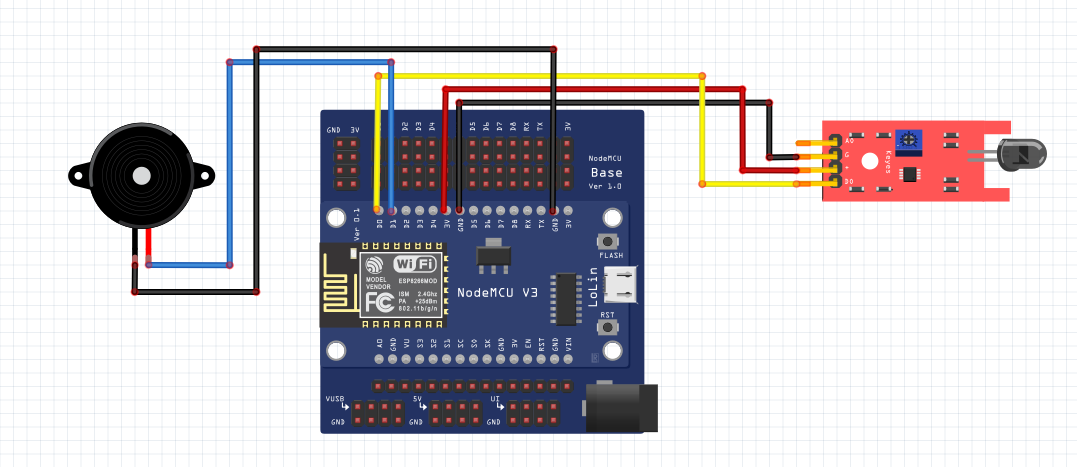 GND 3V
D2 D3 D4
D5 D6 D7 D8 RX TX 3V
NodeMCU
Base
Ver 1.0
Ver 0.1
D0 D1 D2 D3 D4 3V GND D5 D6 D7 D8 RX TX GND 3V
FLASH
WiFi
MODEL
VENDOR
ESP8266MOD
FC
ISM 2.4Ghz
PA +25dBm
802.11b/g/n
NodeMCU V3
LoLin
RST
A0 GND VU S3 S2 S1 SC S0 SK GND 3V EN RST GND VIN
VUSB
GND
5V
GND
UI
GND
A0
G
+
D0
Keyes